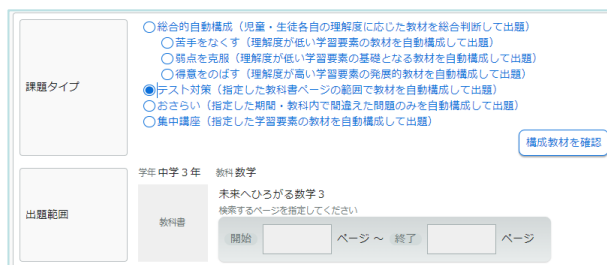 課題タイプ
総合的自動構成（児童・生徒各自の理解度に応じた教材を総合判断して出題）
苦手をなくす（理解度が低い学習要素の教材を自動構成して出題）
弱点を克服（理解度が低い学習要素の基礎となる教材を自動構成して出題）
得意をのばす（理解度が高い学習要素の発展的教材を自動構成して出題）
テスト対策（指定した教科書ページの範囲で教材を自動構成して出題）
おさらい（指定した期間・教科内で間違えた問題のみを自動構成して出題）
集中講座（指定した学習要素の教材を自動構成して出題）
構成教材を確認
出題範囲
学年 中学３年 教科 数学
教科書
未来へひろがる数学３
検索するページを指定してください
開始 ページ ～ 終了 ページ